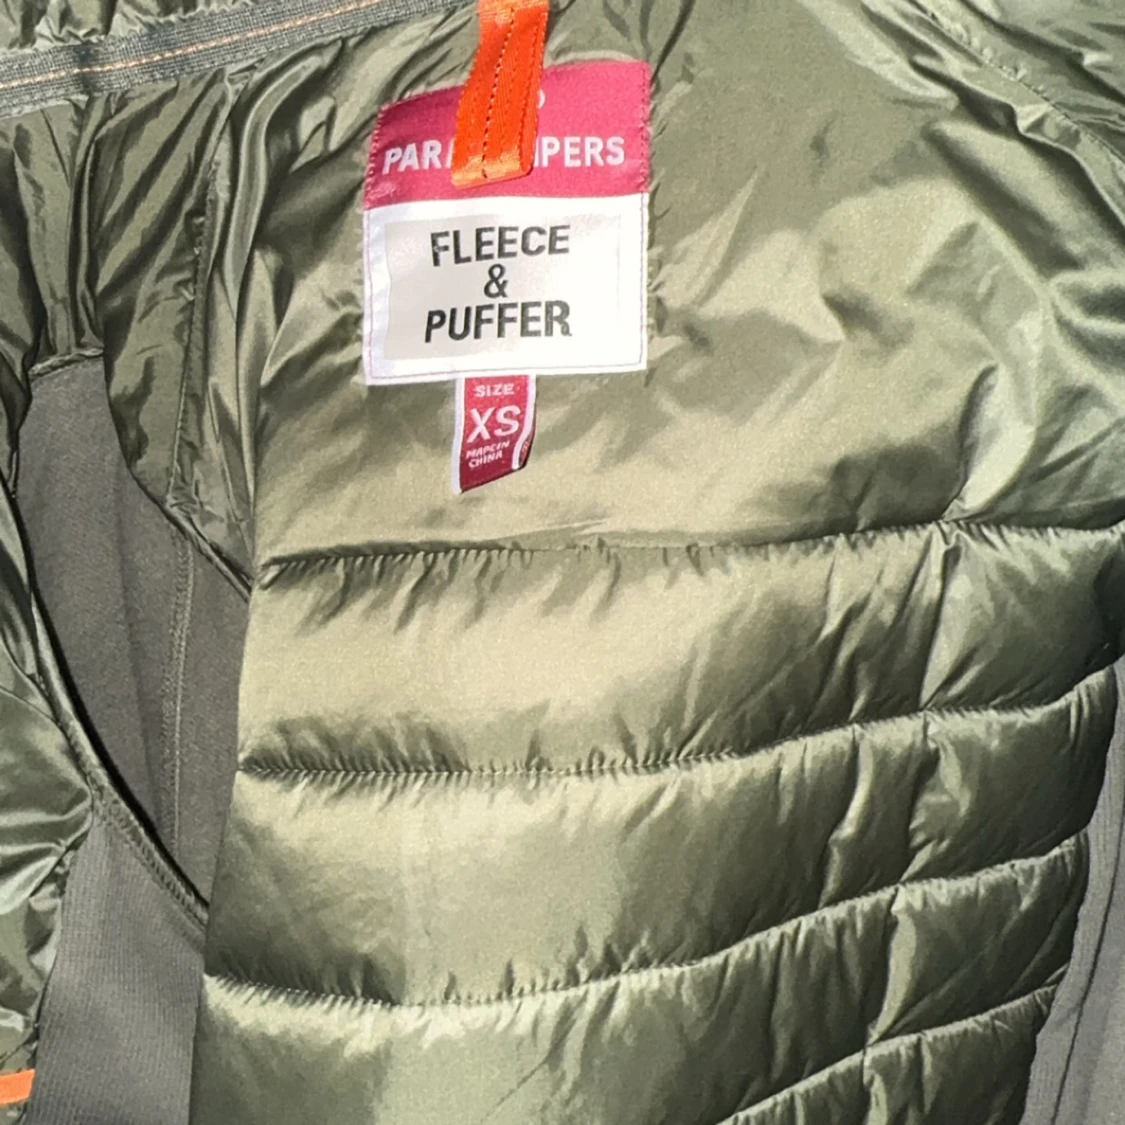 FLEECE
&
PUFFER
SIZE
XS
MADE IN
CHINA